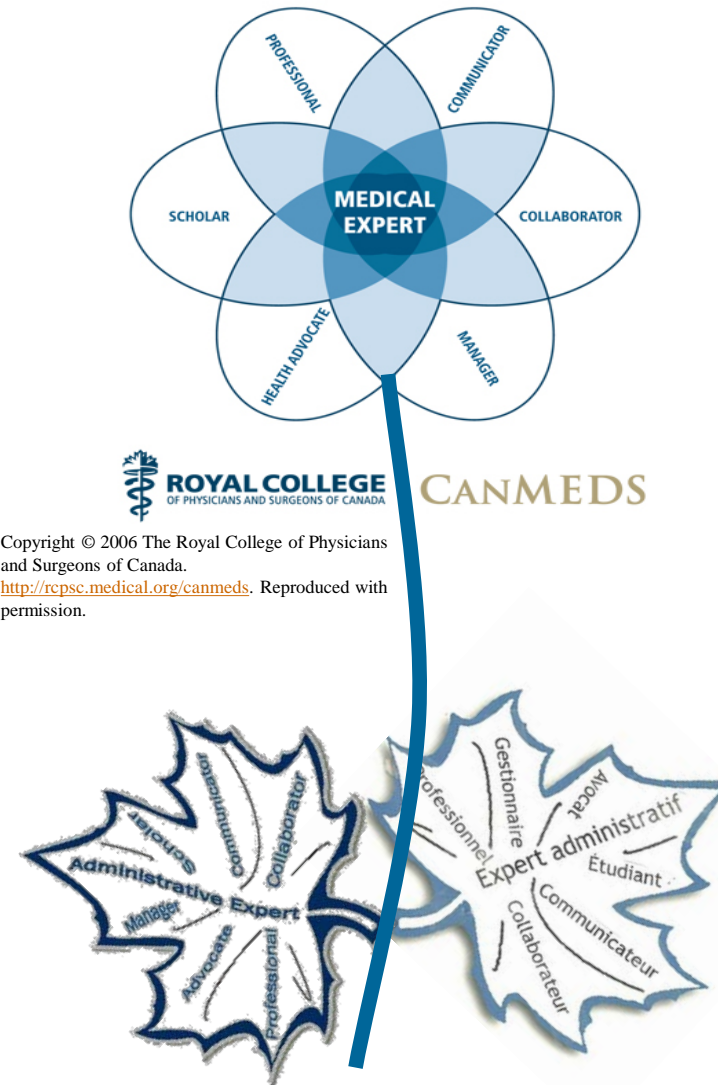 PROFESSIONAL
COMMUNICATOR
SCHOLAR
MEDICAL
EXPERT
COLLABORATOR
HEALTH ADVOCATE
MANAGER
ROYAL COLLEGE
OF PHYSICIANS AND SURGEONS OF CANADA
CANMEDS
Copyright © 2006 The Royal College of Physicians
and Surgeons of Canada.
http://rcpsc.medical.org/canmeds. Reproduced with
permission.
Scholar
Communicator
Collaborator
Administrative Expert
Manager
Advocate
Professional
Professionnel
Gestionnaire
Avocat
Expert administratif
Étudiant
Communicateur
Collaborateur